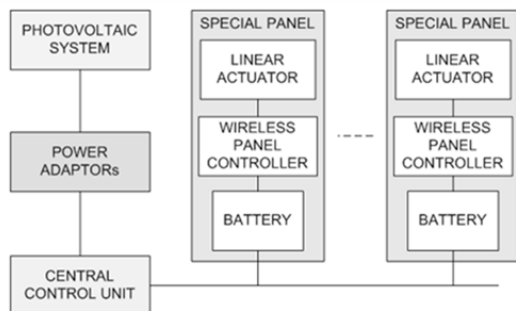 PHOTOVOLTAIC
SYSTEM
POWER
ADAPTORs
CENTRAL
CONTROL UNIT
SPECIAL PANEL
LINEAR
ACTUATOR
WIRELESS
PANEL
CONTROLLER
BATTERY
SPECIAL PANEL
LINEAR
ACTUATOR
WIRELESS
PANEL
CONTROLLER
BATTERY